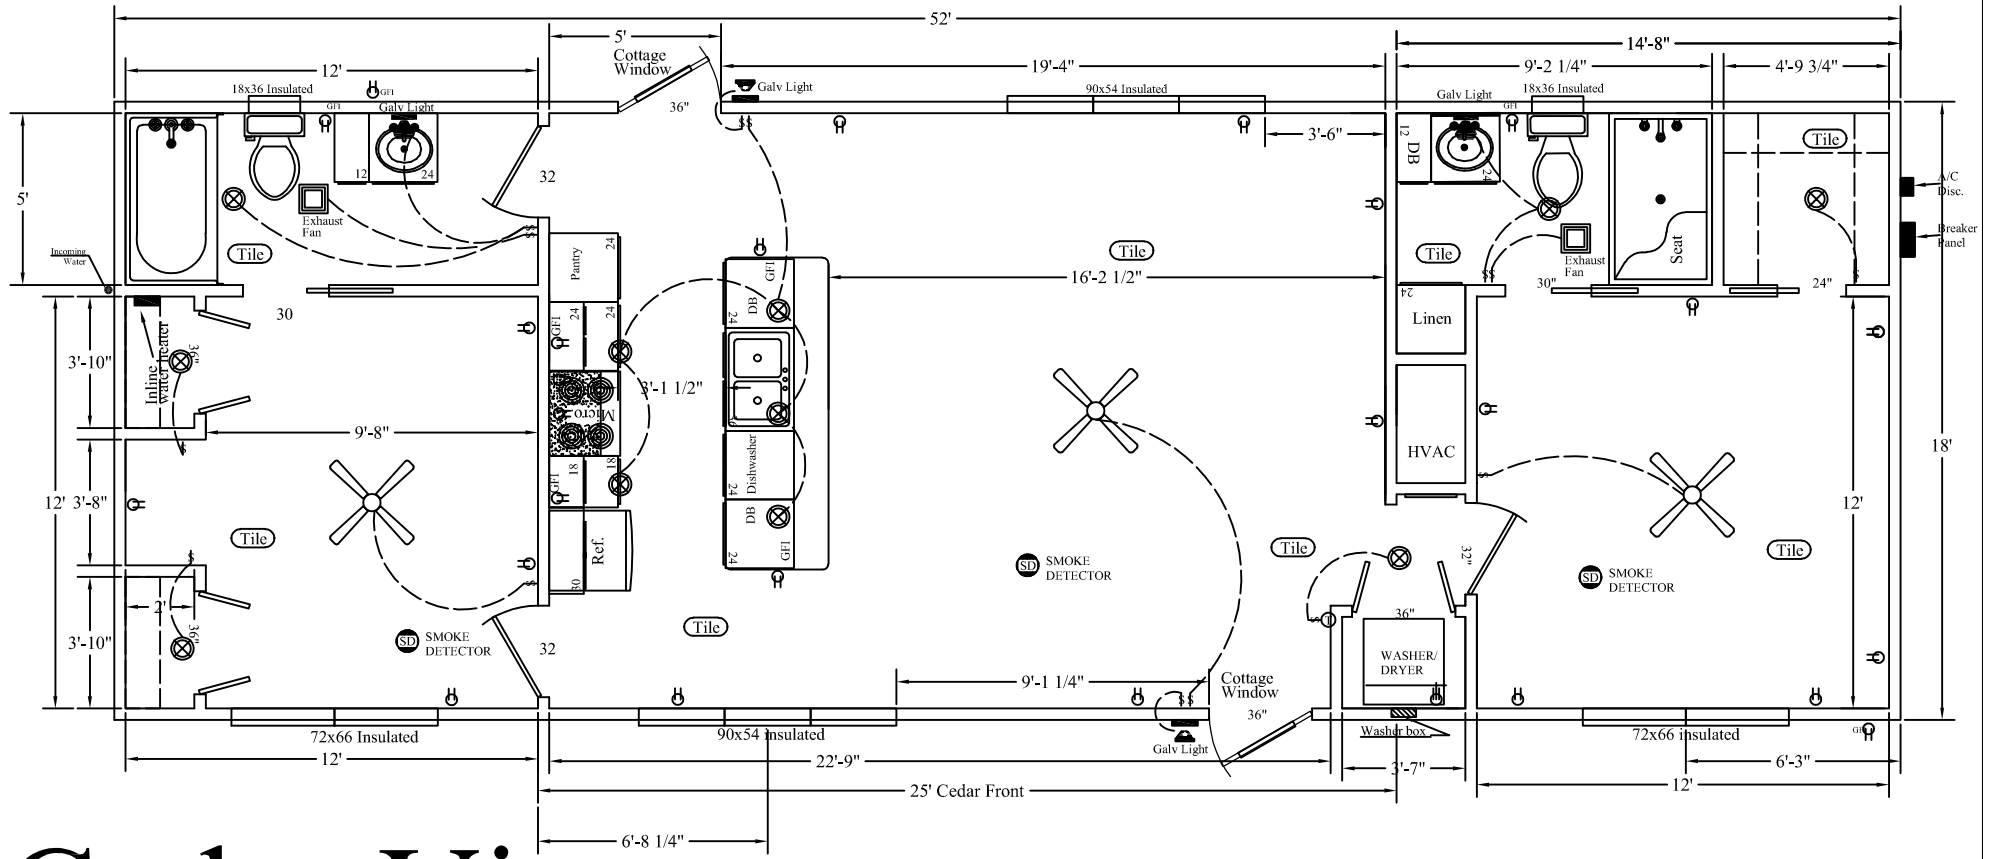 52'
5'
Cottage
Window
14'-8"
12'
19'-4"
9'-2 1/4"
4'-9 3/4"
18x36 Insulated
GFI
Galv Light
36"
Galv Light
90x54 Insulated
Galv Light
18x36 Insulated
GFI
GFI
3'-6"
12
DB
24
Tile
A/C
Disc.
5'
12
24
32
Exhaust
Fan
Tile
Incoming
Water
Pantry
24
GFI
DB
24
Tile
16'-2 1/2"
Tile
Exhaust
Fan
Seat
Breaker
Panel
30
30"
24"
24
Linen
3'-10"
Inline
Water heater
36"
GFI
24
24
3'-1 1/2"
Micro.
9'-8"
HVAC
18'
12'
3'-8"
GFI
18
18
Dishwasher
24
12'
Tile
Ref.
30
DB
GFI
24
SMOKE
DETECTOR
SD
Tile
32"
Tile
SD
SMOKE
DETECTOR
2'
3'-10"
36"
SD
SMOKE
DETECTOR
32
Tile
T
36"
WASHER/
DRYER
9'-1 1/4"
Cottage
Window
36"
72x66 Insulated
90x54 insulated
Galv Light
Washer box
72x66 insulated
12'
22'-9"
3'-7"
6'-3"
25' Cedar Front
12'
6'-8 1/4"